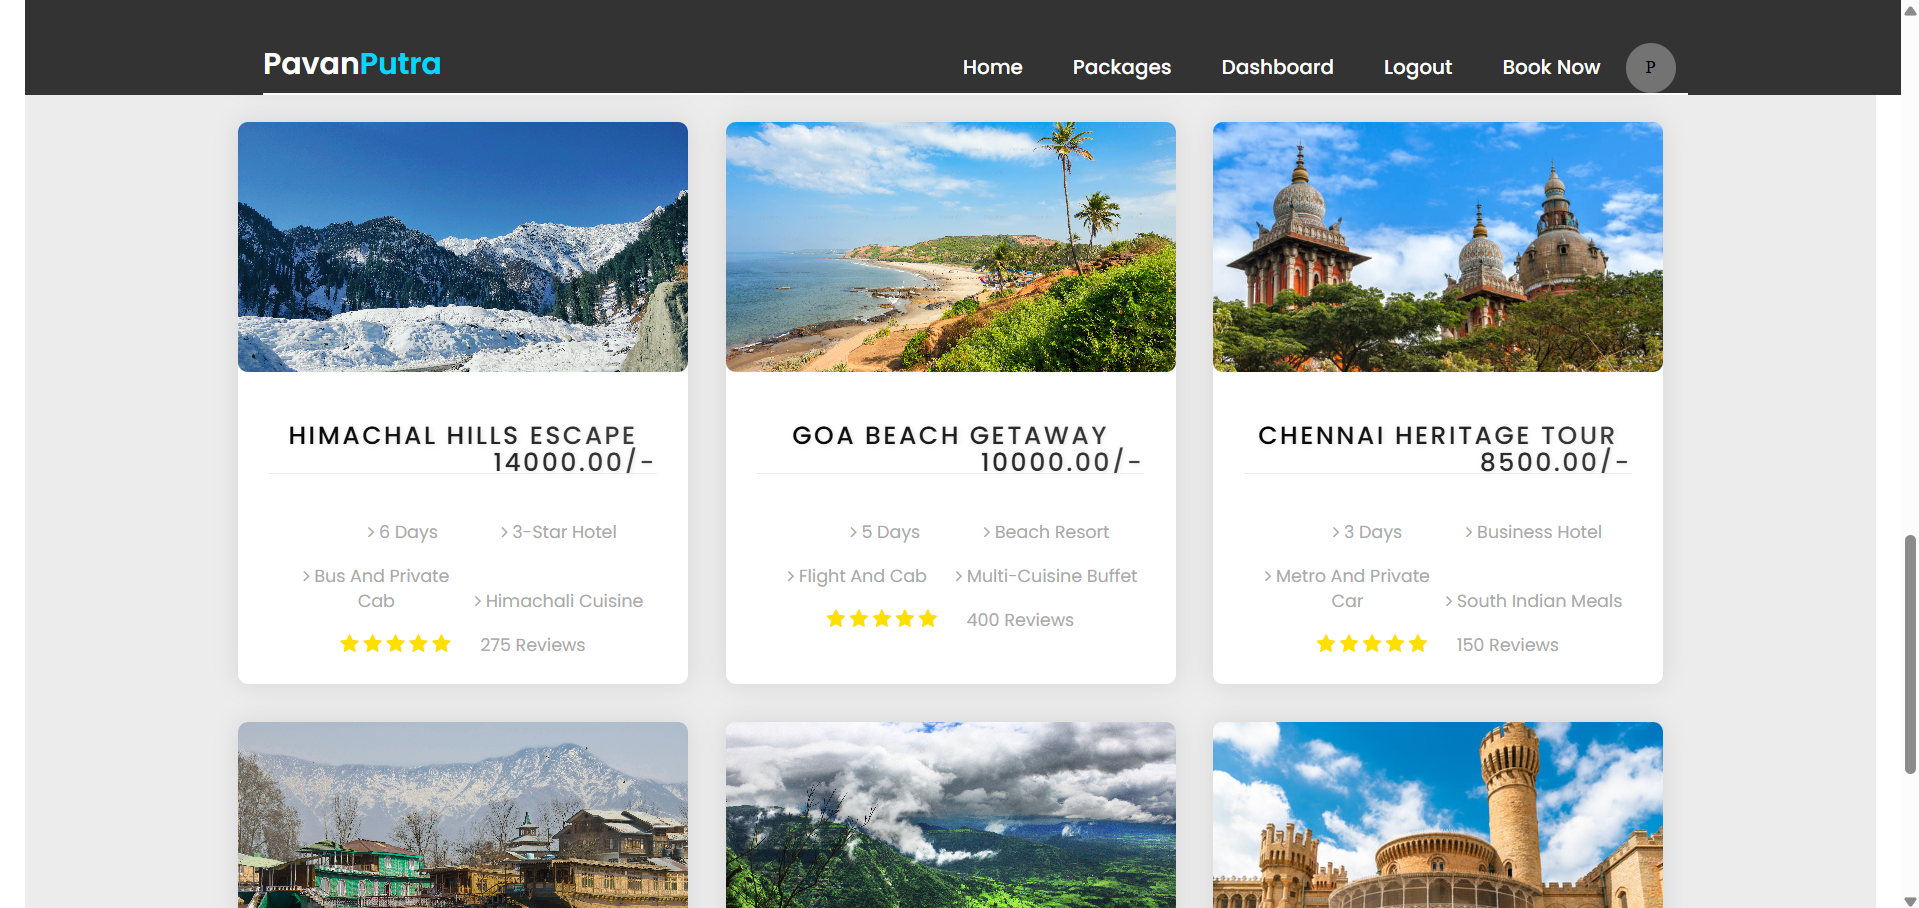 PavanPutra
Home Packages Dashboard Logout Book Now P
HIMACHAL HILLS ESCAPE
14000.00/-
6 Days 3-Star Hotel
Bus And Private
Cab Himachali Cuisine
275 Reviews
GOA BEACH GETAWAY
10000.00/-
5 Days Beach Resort
Flight And Cab Multi-Cuisine Buffet
400 Reviews
CHENNAI HERITAGE TOUR
8500.00/-
3 Days Business Hotel
Metro And Private
Car South Indian Meals
150 Reviews